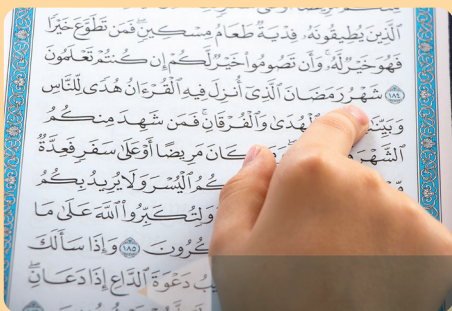 ٱلَّذِينَ يُطِيقُونَهُۥ فِدْيَةٌ طَعَامُ مِسْكِينٍۖ فَمَن تَطَوَّعَ خَيْرًا
فَهُوَ خَيْرٌ لَّهُۥۚ وَأَن تَصُومُوا۟ خَيْرٌ لَّكُمْ إِن كُنتُمْ تَعْلَمُونَ
١٨٤ شَهْرُ رَمَضَانَ ٱلَّذِىٓ أُنزِلَ فِيهِ ٱلْقُرْءَانُ هُدًى لِّلنَّاسِ
ٱلْهُدَىٰ وَٱلْفُرْقَانِۚ فَمَن شَهِدَ مِنكُمُ
ٱلشَّهْرَ كَانَ مَرِيضًا أَوْ عَلَىٰ سَفَرٍ فَعِدَّةٌ
ٱلْيُسْرَ وَلَا يُرِيدُ بِكُمُ
وَلِتُكَبِّرُوا۟ ٱللَّهَ عَلَىٰ مَا
١٨٥ وَإِذَا سَأَلَكَ
دَعْوَةَ ٱلدَّاعِ إِذَا دَعَانِۖ